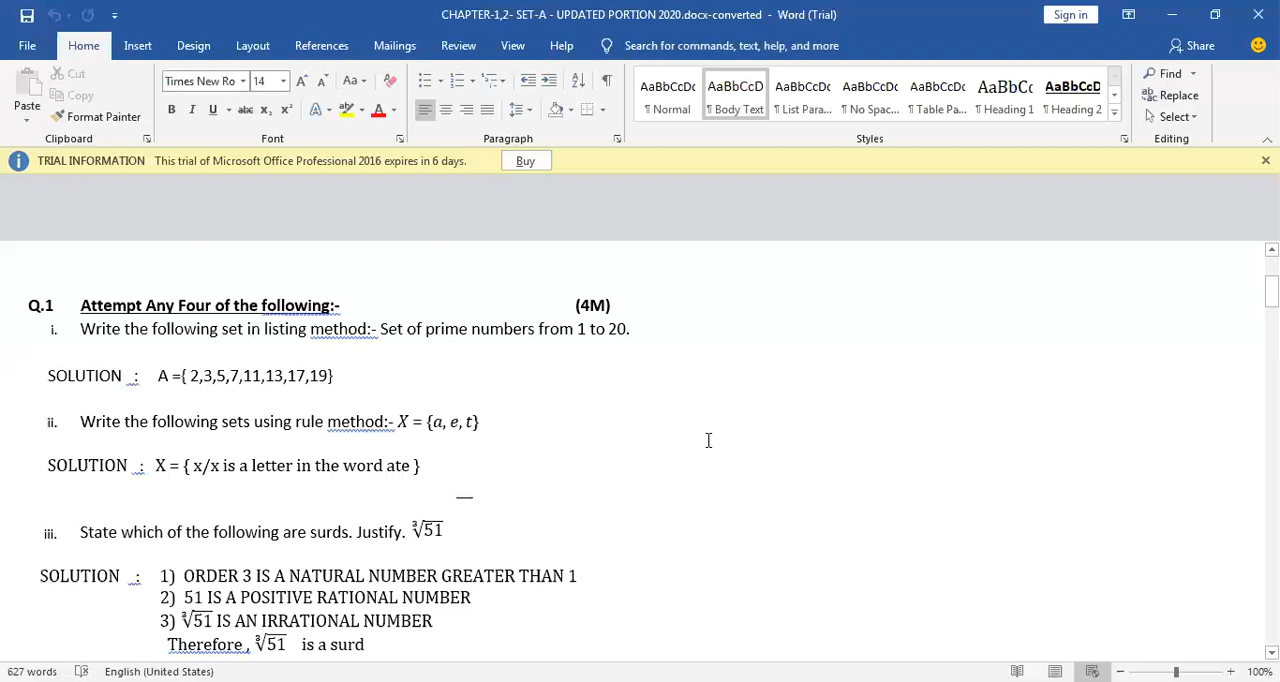 CHAPTER-1,2- SET-A - UPDATED PORTION 2020.docx-converted - Word (Trial)
Sign in
File Home Insert Design Layout References Mailings Review View Help Search for commands, text, help, and more Share
Paste
Cut
Copy
Format Painter
Clipboard
Times New Ro 14
Font
Paragraph
AaBbCcDc AaBbCcD AaBbCcDc AaBbCcDc AaBbCcDc AaBbCc AaBbCcD
¶ Normal ¶ Body Text ¶ List Para... ¶ No Spac... ¶ Table Pa... ¶ Heading 1 ¶ Heading 2
Styles
Find
Replace
Select
Editing
TRIAL INFORMATION This trial of Microsoft Office Professional 2016 expires in 6 days. Buy
Q.1 Attempt Any Four of the following:- (4M)
i. Write the following set in listing method:- Set of prime numbers from 1 to 20.
SOLUTION : A ={ 2,3,5,7,11,13,17,19}
ii. Write the following sets using rule method:- X = {a, e, t}
SOLUTION : X = { x/x is a letter in the word ate }
iii. State which of the following are surds. Justify. ∛51
SOLUTION : 1) ORDER 3 IS A NATURAL NUMBER GREATER THAN 1
2) 51 IS A POSITIVE RATIONAL NUMBER
3) ∛51 IS AN IRRATIONAL NUMBER
Therefore , ∛51 is a surd
627 words English (United States) 100%